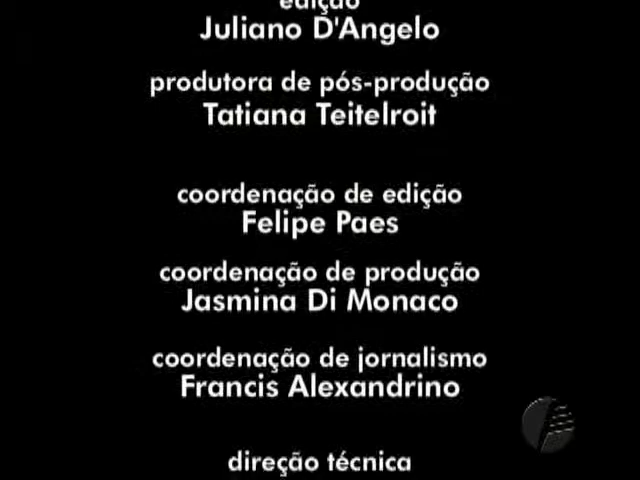 edição
Juliano D'Angelo
produtora de pós-produção
Tatiana Teitelroit
coordenação de edição
Felipe Paes
coordenação de produção
Jasmina Di Monaco
coordenação de jornalismo
Francis Alexandrino
direção técnica